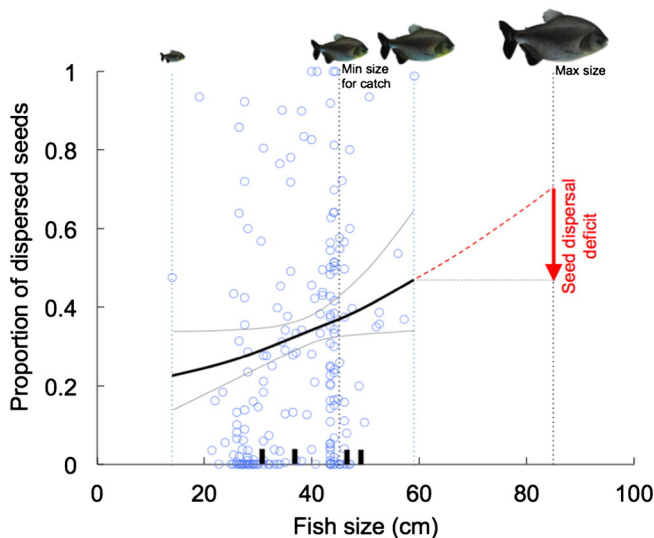 Min size
for catch
Max size
1
0.8
0.6
0.4
0.2
0
0
20
40
60
80
100
Proportion of dispersed seeds
Fish size (cm)
Seed dispersal
deficit